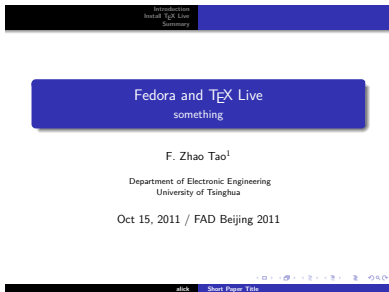 Introduction
Install TEX Live
Summary
Fedora and TEX Live
something
F. Zhao Tao1
Department of Electronic Engineering
University of Tsinghua
Oct 15, 2011 / FAD Beijing 2011
alick Short Paper Title